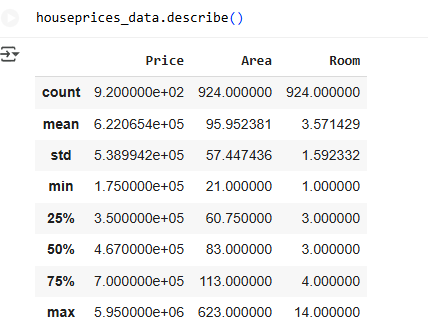 houseprices_data.describe()
Price Area Room
count 9.200000e+02 924.000000 924.000000
mean 6.220654e+05 95.952381 3.571429
std 5.389942e+05 57.447436 1.592332
min 1.750000e+05 21.000000 1.000000
25% 3.500000e+05 60.750000 3.000000
50% 4.670000e+05 83.000000 3.000000
75% 7.000000e+05 113.000000 4.000000
max 5.950000e+06 623.000000 14.000000